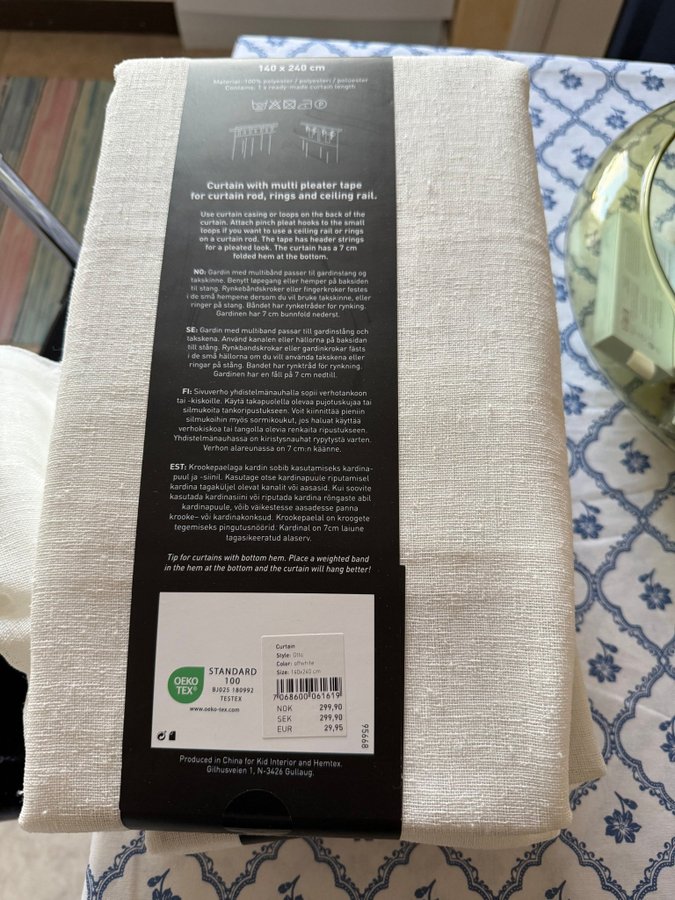 140 x 240 cm
Material: 100% polyester / polyesteri / polüester
Contains: 1 x ready-made curtain length
Curtain with multi pleater tape
for curtain rod, rings and ceiling rail.
Use curtain casing or loops on the back of the
curtain. Attach pinch pleat hooks to the small
loops if you want to use a ceiling rail or rings
on a curtain rod. The tape has header strings
for a pleated look. The curtain has a 7 cm
folded hem at the bottom.
NO: Gardin med multibånd passer til gardinstang og
takskinne. Benytt løpegang eller hemper på baksiden
til stang. Rynkebåndskroker eller fingerkroker festes
i de små hempene dersom du vil bruke takskinne, eller
ringer på stang. Båndet har rynketråder for rynking.
Gardinen har 7 cm bunnfold nederst.
SE: Gardin med multiband passar till gardinstång och
takskena. Använd kanalen eller hällorna på baksidan
till stång. Rynkbandskrokar eller gardinkrokar fästs
i de små hällorna om du vill använda takskena eller
ringar på stång. Bandet har rynktråd för rynkning.
Gardinen har en fåll på 7 cm nedtill.
FI: Sivuverho yhdistelmänauhalla sopii verhotankoon
tai -kiskoille. Käytä takapuolella olevaa pujotuskujaa tai
silmukoita tankoripustukseen. Voit kiinnittää pieniin
silmukoihin myös sormikoukut, jos haluat käyttää
verhokiskoa tai tangolla olevia renkaita ripustukseen.
Yhdistelmänauhassa on kiristysnauhat rypytystä varten.
Verhon alareunassa on 7 cm:n käänne.
EST: Krookepaelaga kardin sobib kasutamiseks kardina-
puul ja -siinil. Kasutage otse kardinapuule riputamisel
kardina tagaküljel olevat kanalit või aasasid. Kui soovite
kasutada kardinasiini või riputada kardina rõngaste abil
kardinapuule, võib väikestesse aasadesse panna
krooke- või kardinakonksud. Krookepaelal on kroogete
tegemiseks pingutusnöörid. Kardinal on 7cm laiune
tagasikeeratud alaserv.
Tip for curtains with bottom hem. Place a weighted band
in the hem at the bottom and the curtain will hang better!
OEKO
TEX®
STANDARD
100
BJ025 180992
TESTEX
www.oeko-tex.com
Curtain
Style: Otto
Color: offwhite
Size: 140x240 cm
7 068600 061619
NOK 299,90
SEK 299,90
EUR 29,95
95668
Produced in China for Kid Interior and Hemtex.
Gilhusveien 1, N-3426 Gullaug.